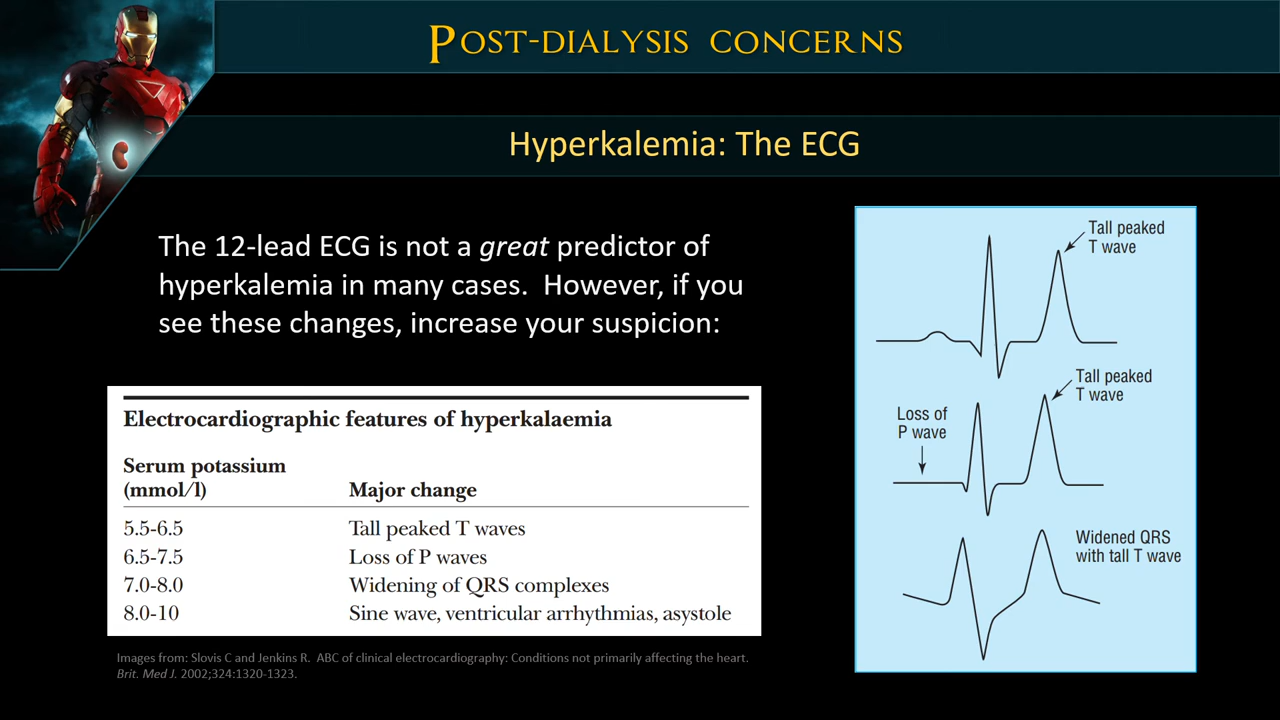 Post-dialysis concerns
Hyperkalemia: The ECG
The 12-lead ECG is not a great predictor of
hyperkalemia in many cases.  However, if you
see these changes, increase your suspicion:
Electrocardiographic features of hyperkalaemia
Serum potassium
(mmol/l) Major change
5.5-6.5 Tall peaked T waves
6.5-7.5 Loss of P waves
7.0-8.0 Widening of QRS complexes
8.0-10 Sine wave, ventricular arrhythmias, asystole
Images from: Slovis C and Jenkins R.  ABC of clinical electrocardiography: Conditions not primarily affecting the heart.
Brit. Med J. 2002;324:1320-1323.
Tall peaked
T wave
Tall peaked
T wave
Loss of
P wave
Widened QRS
with tall T wave